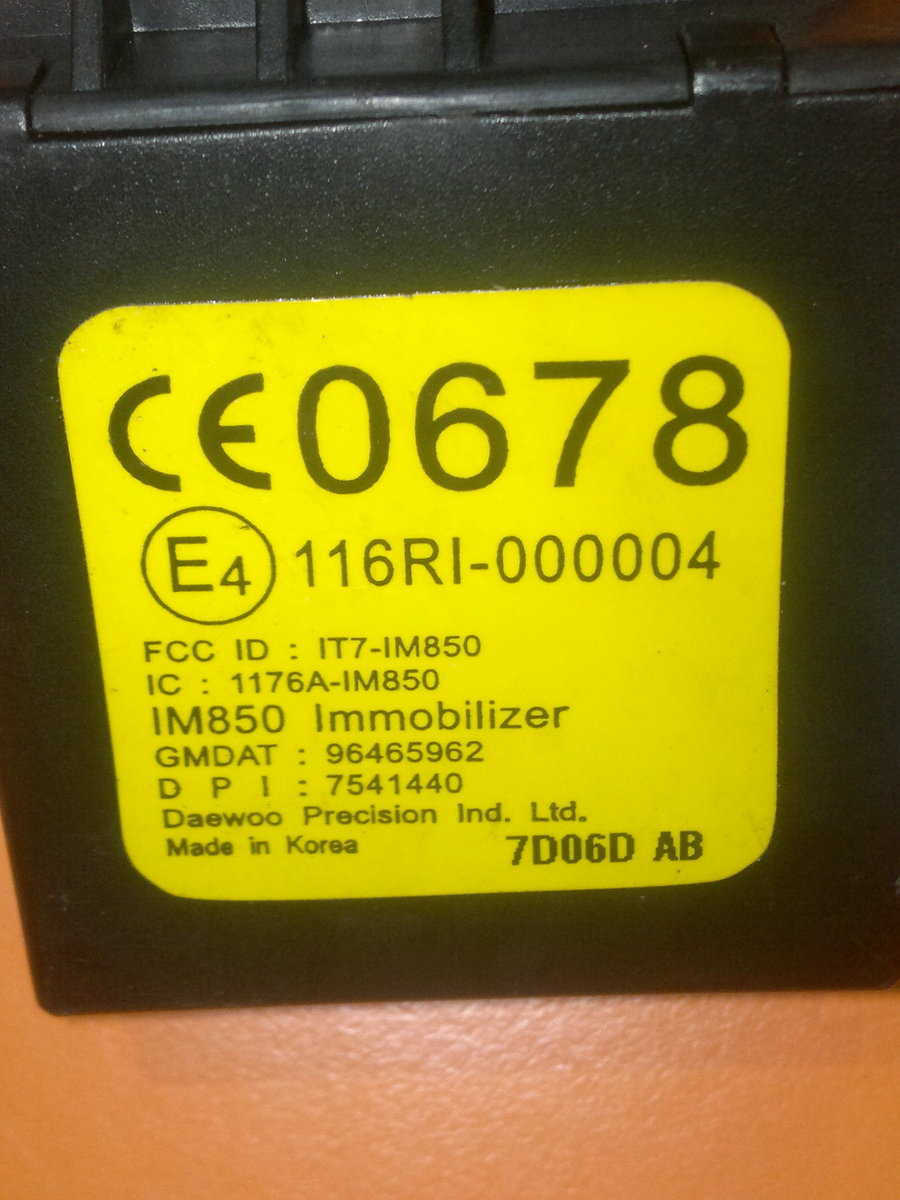 CE0678
E4 116RI-000004
FCC ID : IT7-IM850
IC : 1176A-IM850
IM850 Immobilizer
GMDAT : 96465962
D P I : 7541440
Daewoo Precision Ind. Ltd.
Made in Korea 7D06D AB